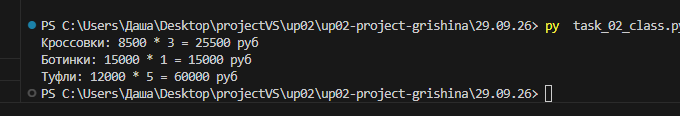 PS C:\Users\Даша\Desktop\projectVS\up02\up02-project-grishina\29.09.26> py task_02_class.py
Кроссовки: 8500 * 3 = 25500 руб
Ботинки: 15000 * 1 = 15000 руб
Туфли: 12000 * 5 = 60000 руб
PS C:\Users\Даша\Desktop\projectVS\up02\up02-project-grishina\29.09.26>